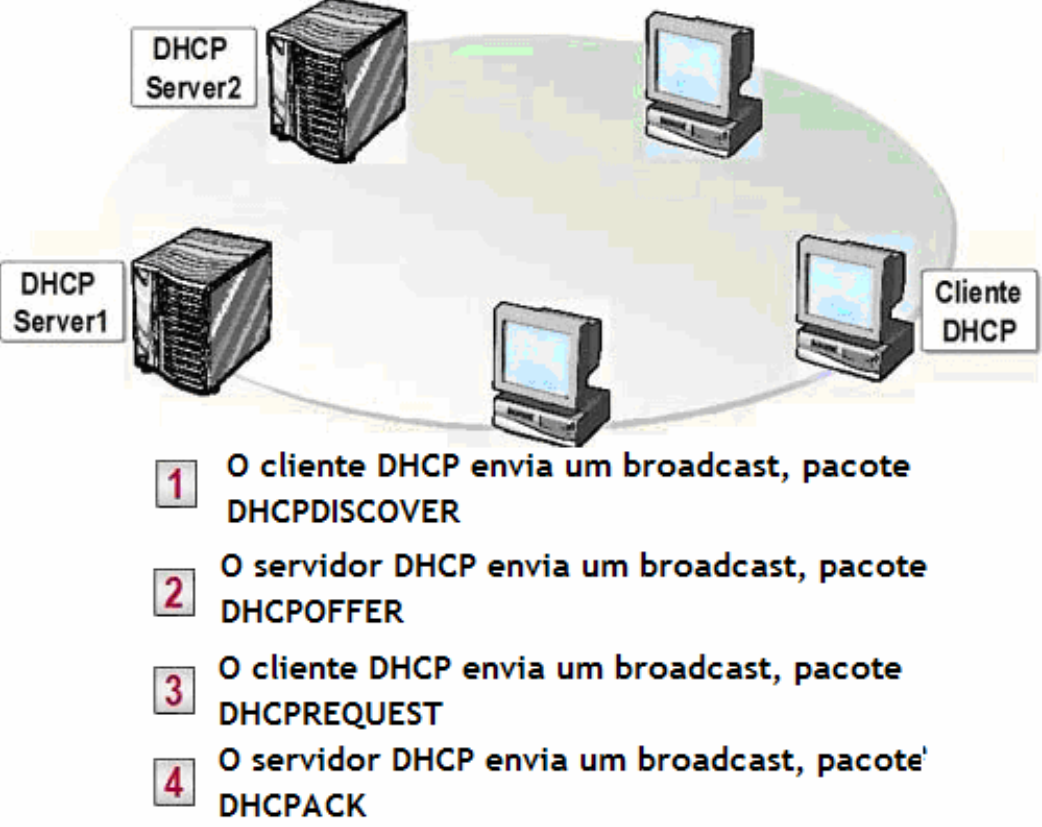 DHCP
Server2
DHCP
Server1
Cliente
DHCP
1 O cliente DHCP envia um broadcast, pacote
DHCPDISCOVER
2 O servidor DHCP envia um broadcast, pacote
DHCPOFFER
3 O cliente DHCP envia um broadcast, pacote
DHCPREQUEST
4 O servidor DHCP envia um broadcast, pacote
DHCPACK